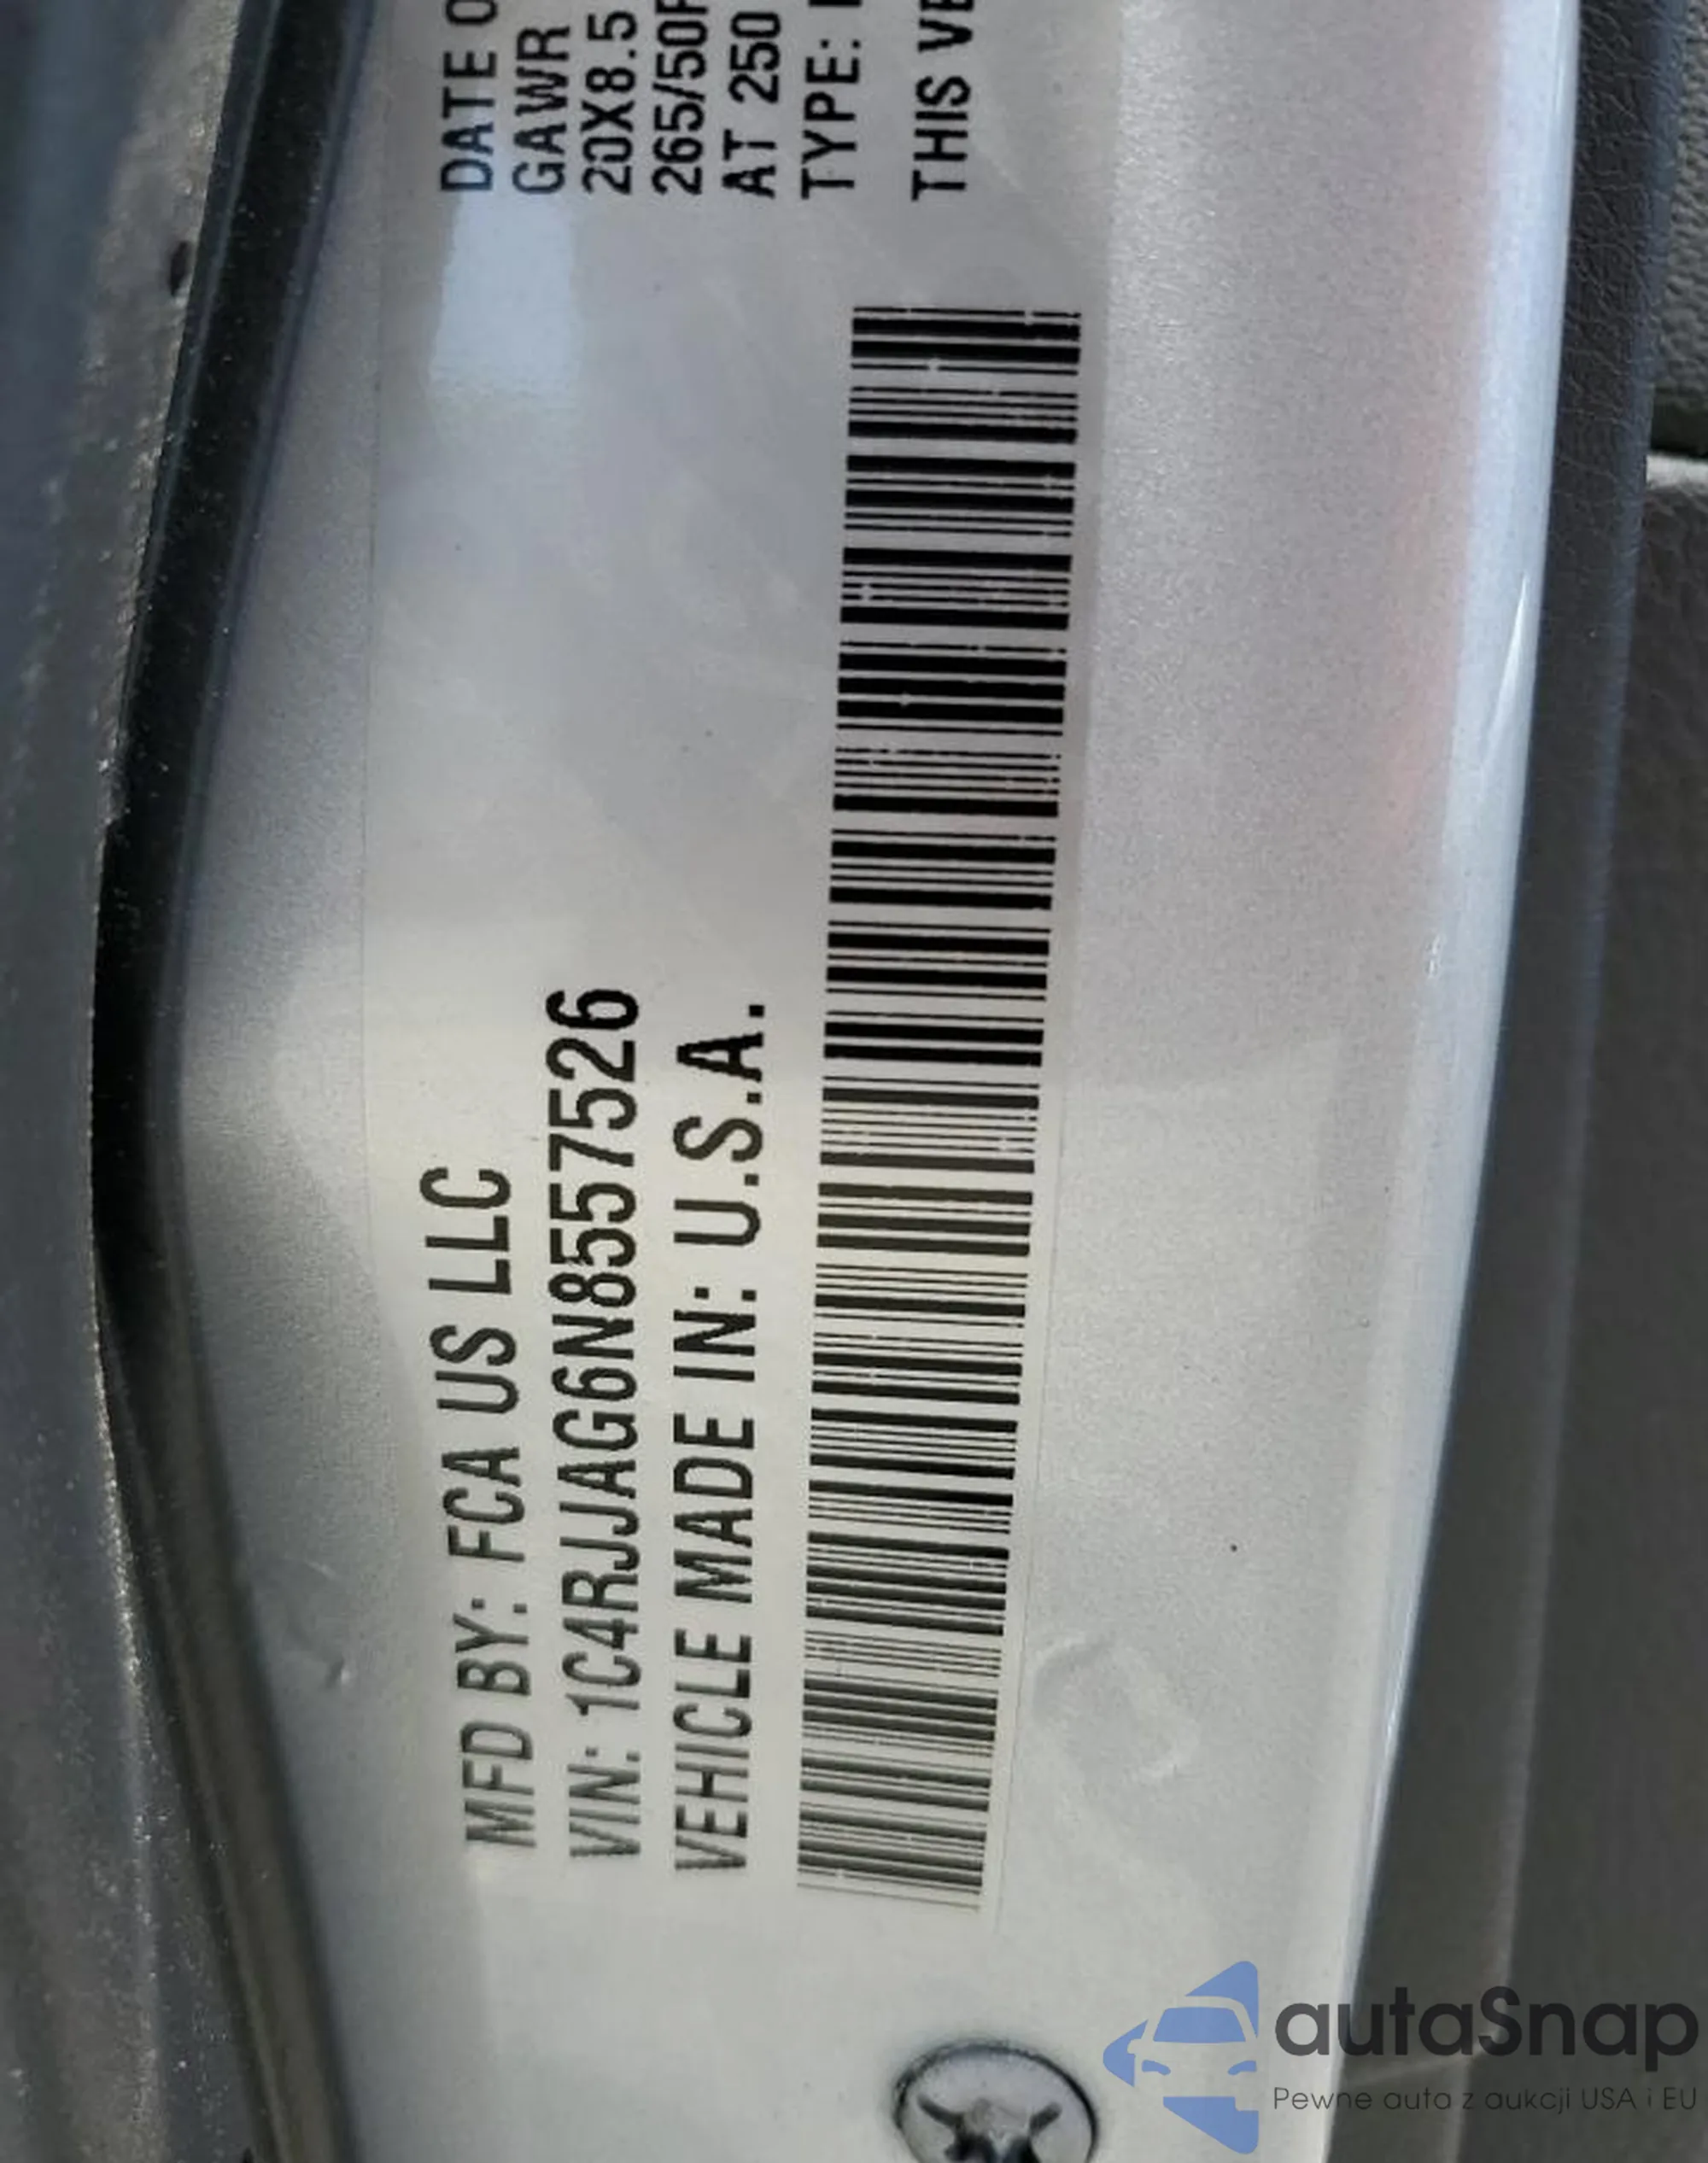 MFD BY: FCA US LLC
VIN: 1C4RJJAG6N8557526
VEHICLE MADE IN: U.S.A.
DATE O
GAWR
20X8.5
265/50R
AT 250
TYPE:
THIS VE
autaSnap
Pewne auta z aukcji USA i EU